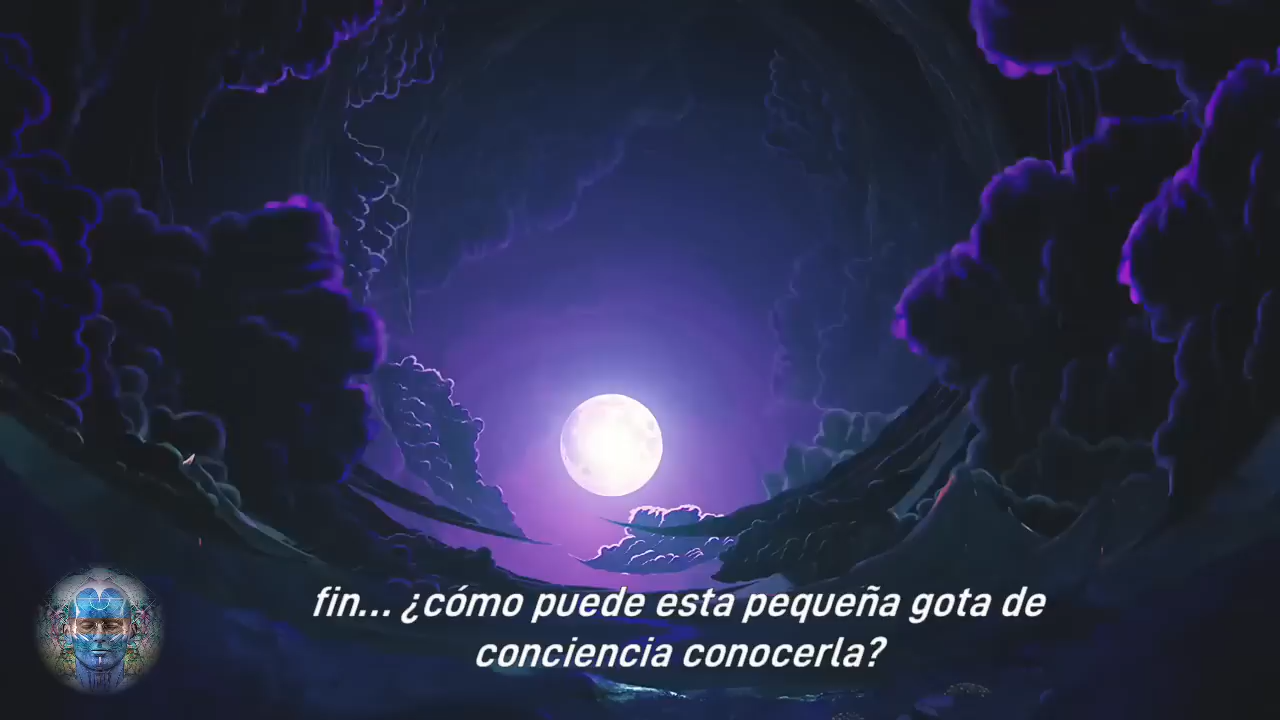 fin... ¿cómo puede esta pequeña gota de
conciencia conocerla?